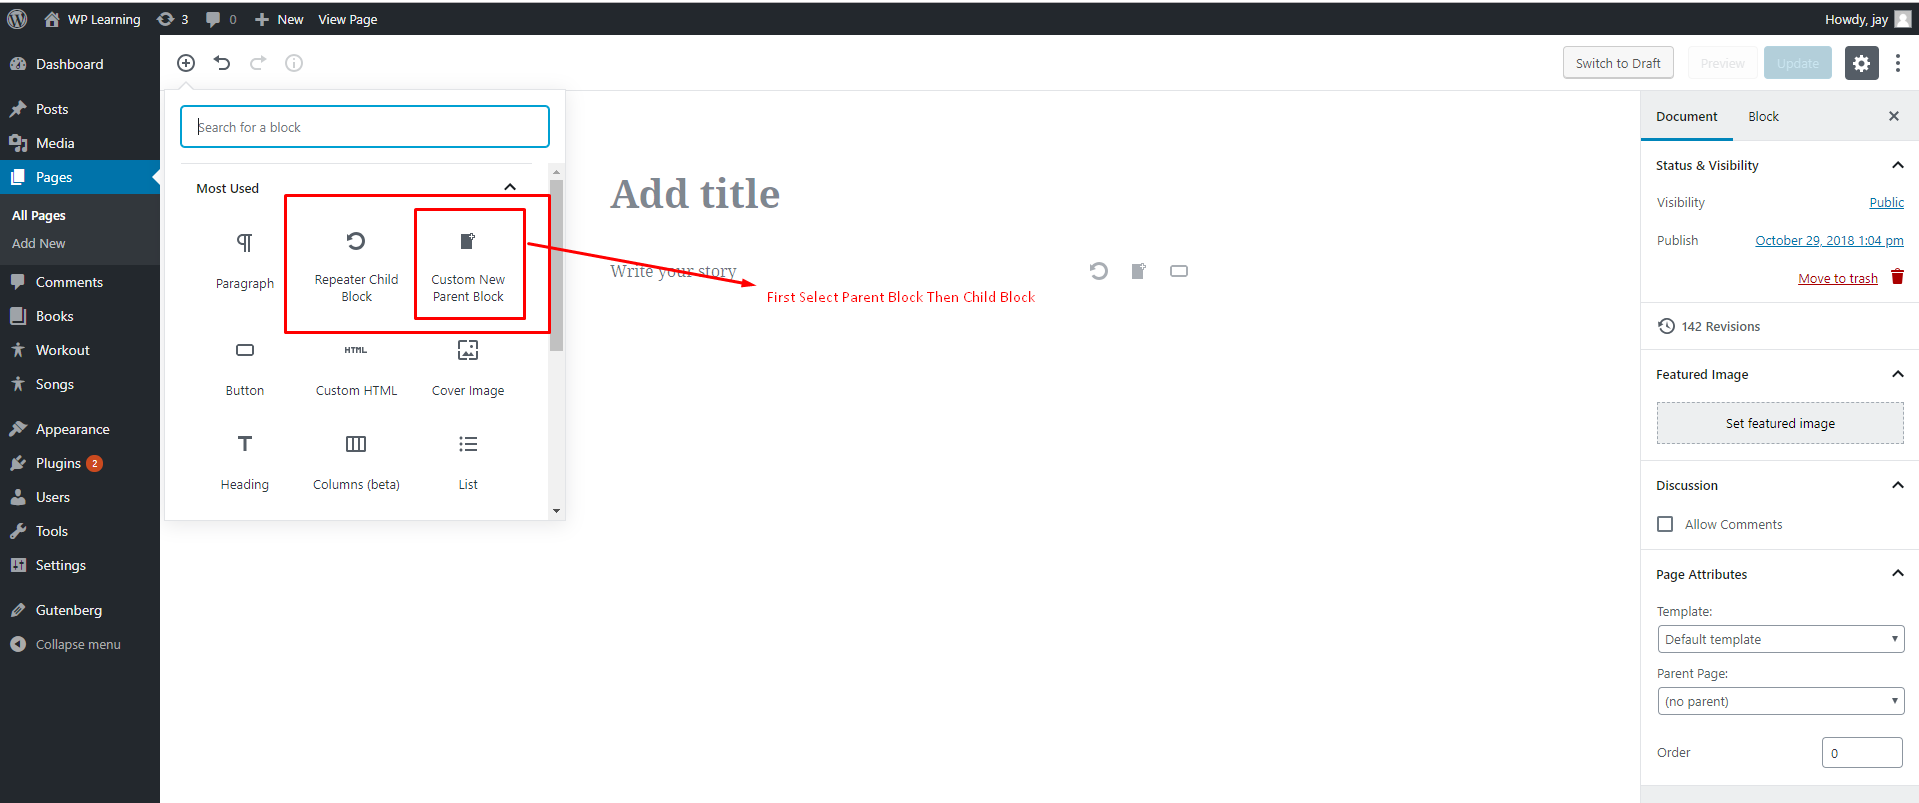 WP Learning 3 0 New View Page Howdy, jay
Dashboard
Posts
Media
Pages
All Pages
Add New
Comments
Books
Workout
Songs
Appearance
Plugins 2
Users
Tools
Settings
Gutenberg
Collapse menu
Switch to Draft Preview Update
Search for a block
Most Used
Paragraph
Repeater Child
Block
Custom New
Parent Block
Button
HTML
Custom HTML
Cover Image
Heading
Columns (beta)
List
Add title
Write your story
First Select Parent Block Then Child Block
Document Block
Status & Visibility
Visibility Public
Publish October 29, 2018 1:04 pm
Move to trash
142 Revisions
Featured Image
Set featured image
Discussion
Allow Comments
Page Attributes
Template:
Default template
Parent Page:
(no parent)
Order 0